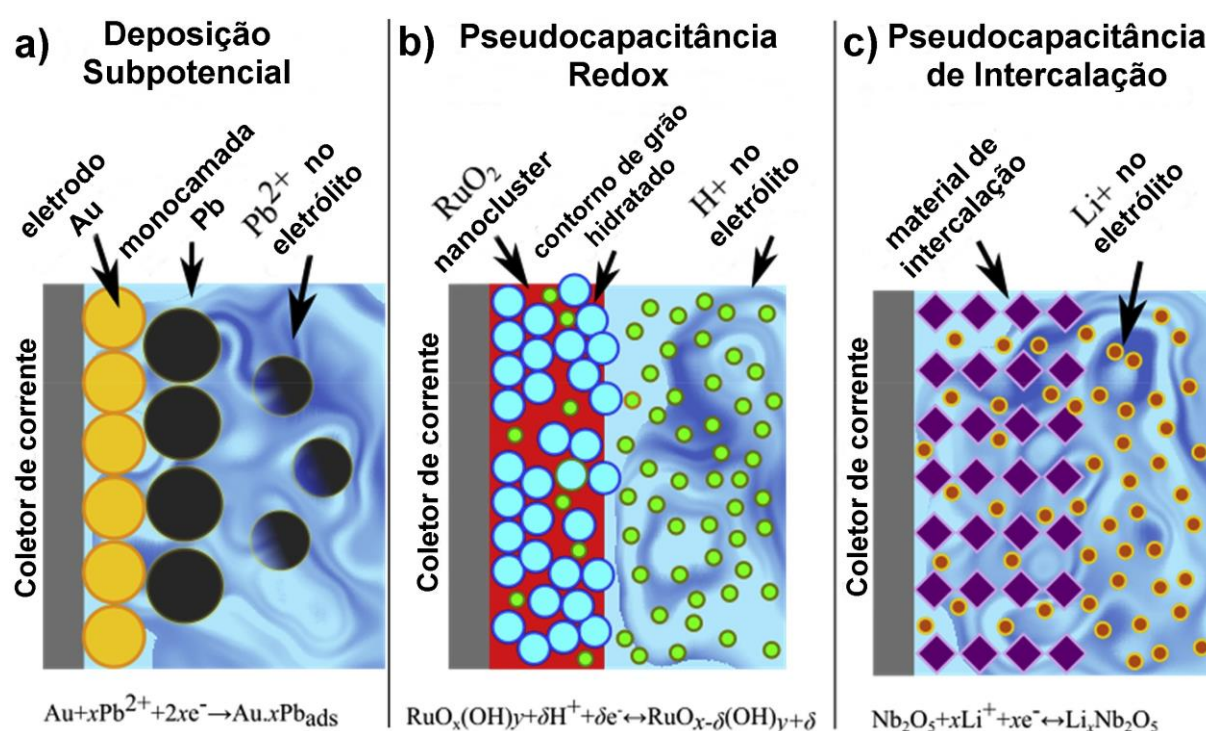 a) Deposição
Subpotencial
eletrodo
Au
monocamada
Pb
Pb²⁺ no
eletrólito
Coletor de corrente
Au+xPb²⁺+2xe⁻→Au.xPb_ads
b) Pseudocapacitância
Redox
RuO₂
nanocluster
contorno de grão
hidratado
H+ no
eletrólito
Coletor de corrente
RuOₓ(OH)y+δH⁺+δe⁻↔RuOₓ₋δ(OH)y+δ
c) Pseudocapacitância
de Intercalação
material de
intercalação
Li+ no
eletrólito
Coletor de corrente
Nb₂O₅+xLi⁺+xe⁻↔LiₓNb₂O₅